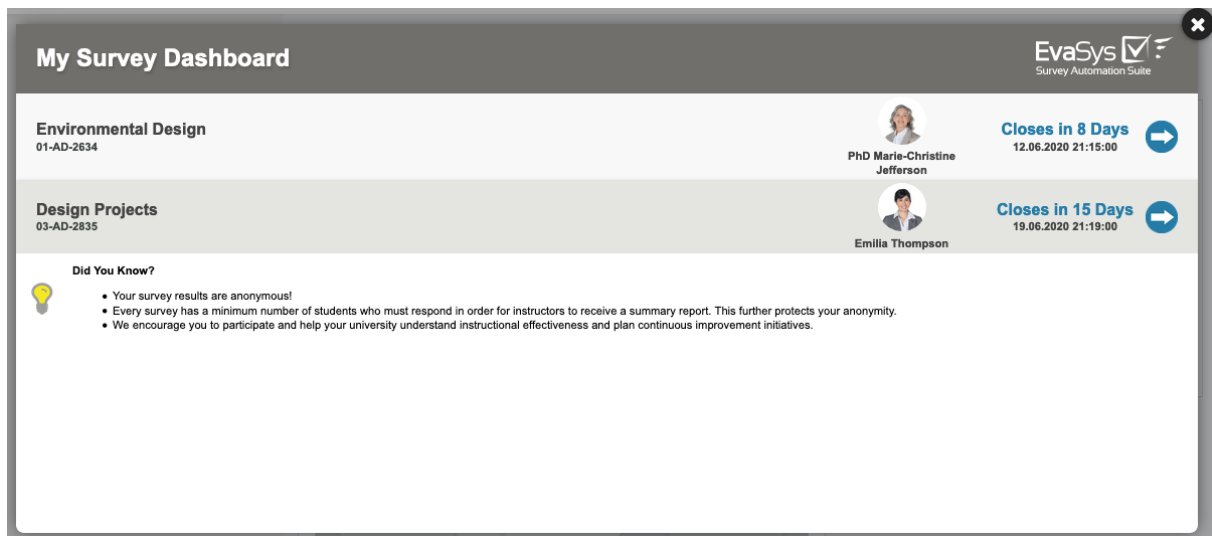 My Survey Dashboard
EvaSys
Survey Automation Suite
Environmental Design
01-AD-2634
PhD Marie-Christine
Jefferson
Closes in 8 Days
12.06.2020 21:15:00
Design Projects
03-AD-2835
Emilia Thompson
Closes in 15 Days
19.06.2020 21:19:00
Did You Know?
• Your survey results are anonymous!
• Every survey has a minimum number of students who must respond in order for instructors to receive a summary report. This further protects your anonymity.
• We encourage you to participate and help your university understand instructional effectiveness and plan continuous improvement initiatives.